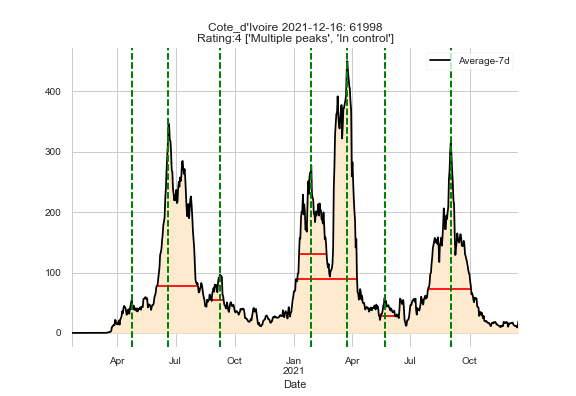 Cote_d'Ivoire 2021-12-16: 61998
Rating:4 ['Multiple peaks', 'In control']
Average-7d
400
300
200
100
0
Apr Jul Oct Jan Apr Jul Oct
2021
Date